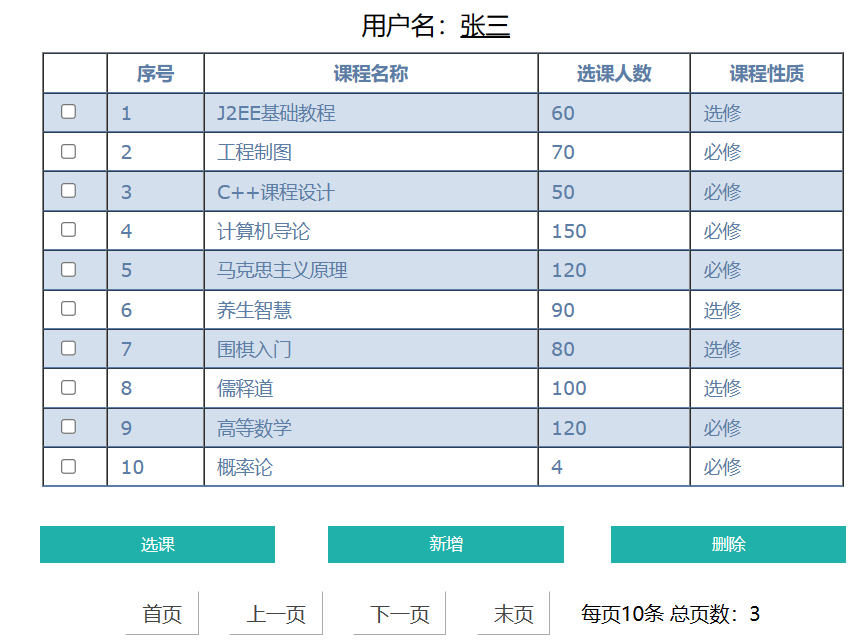 用户名：张三
序号 课程名称 选课人数 课程性质
1 J2EE基础教程 60 选修
2 工程制图 70 必修
3 C++课程设计 50 必修
4 计算机导论 150 必修
5 马克思主义原理 120 必修
6 养生智慧 90 选修
7 围棋入门 80 选修
8 儒释道 100 选修
9 高等数学 120 必修
10 概率论 4 必修
选课 新增 删除
首页 上一页 下一页 末页 每页10条 总页数：3